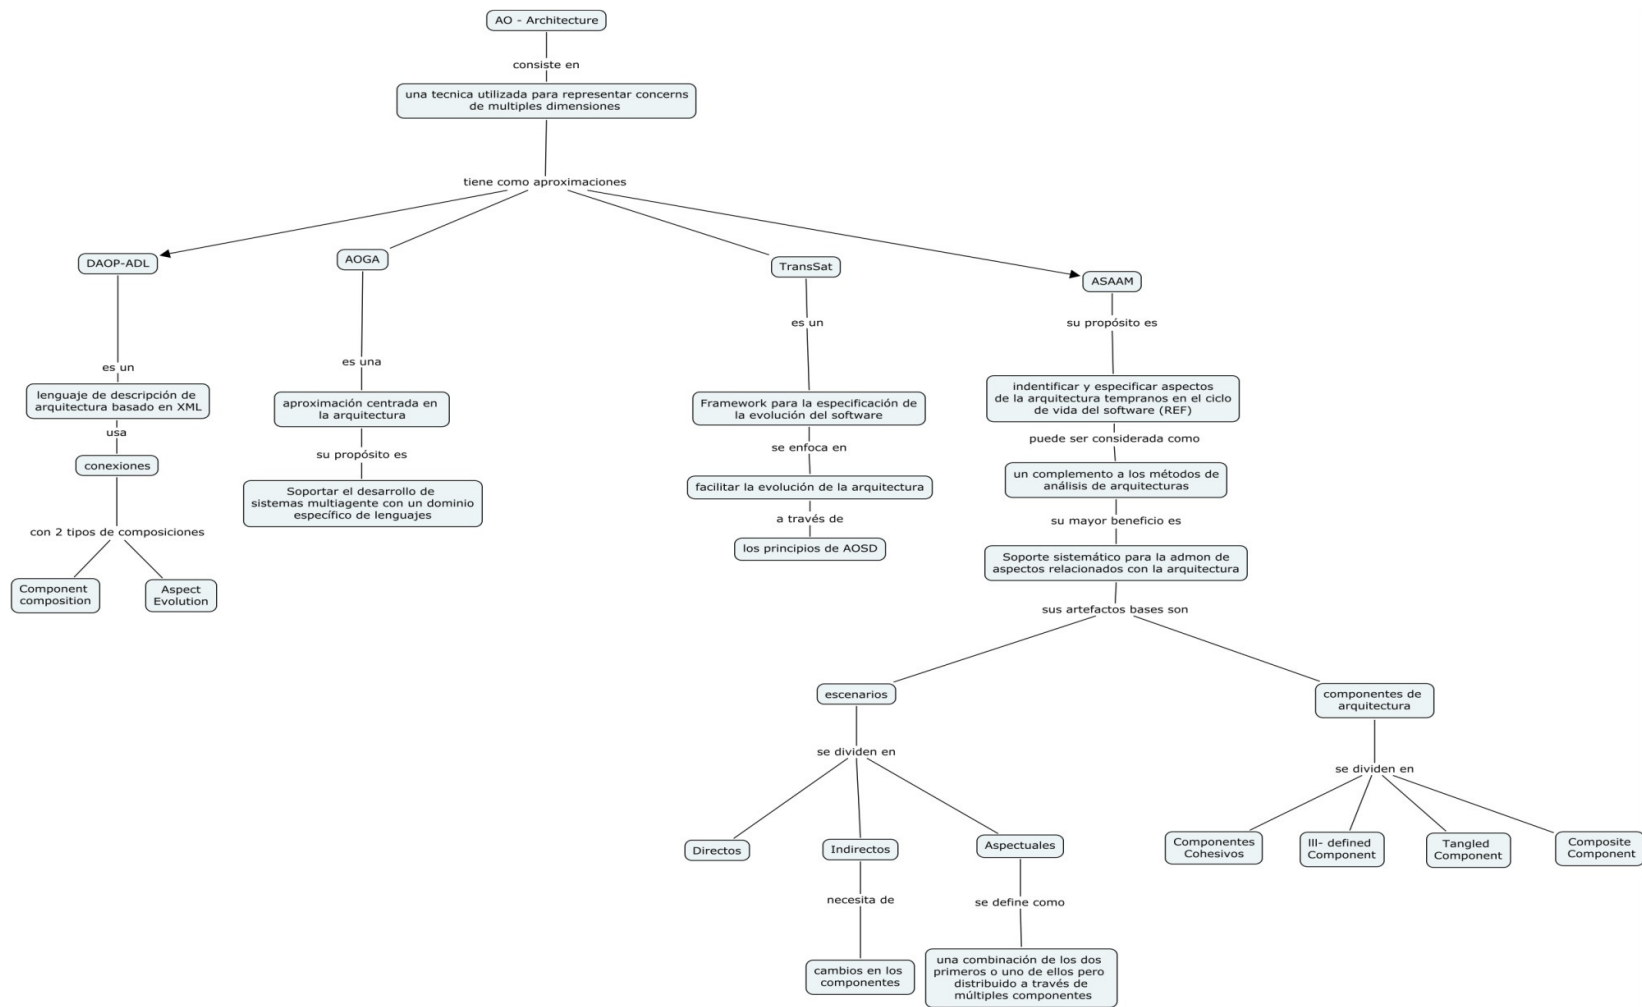 AO - Architecture
consiste en
una tecnica utilizada para representar concerns
de multiples dimensiones
tiene como aproximaciones
DAOP-ADL
AOGA
TransSat
ASAAM
es un
lenguaje de descripción de
arquitectura basado en XML
usa
conexiones
con 2 tipos de composiciones
Component
composition
Aspect
Evolution
es una
aproximación centrada en
la arquitectura
su propósito es
Soportar el desarrollo de
sistemas multiagente con un dominio
específico de lenguajes
es un
Framework para la especificación de
la evolución del software
se enfoca en
facilitar la evolución de la arquitectura
a través de
los principios de AOSD
su propósito es
indentificar y especificar aspectos
de la arquitectura tempranos en el ciclo
de vida del software (REF)
puede ser considerada como
un complemento a los métodos de
análisis de arquitecturas
su mayor beneficio es
Soporte sistemático para la admon de
aspectos relacionados con la arquitectura
sus artefactos bases son
escenarios
se dividen en
Directos
Indirectos
necesita de
cambios en los
componentes
Aspectuales
se define como
una combinación de los dos
primeros o uno de ellos pero
distribuido a través de
múltiples componentes
componentes de
arquitectura
se dividen en
Componentes
Cohesivos
Ill- defined
Component
Tangled
Component
Composite
Component